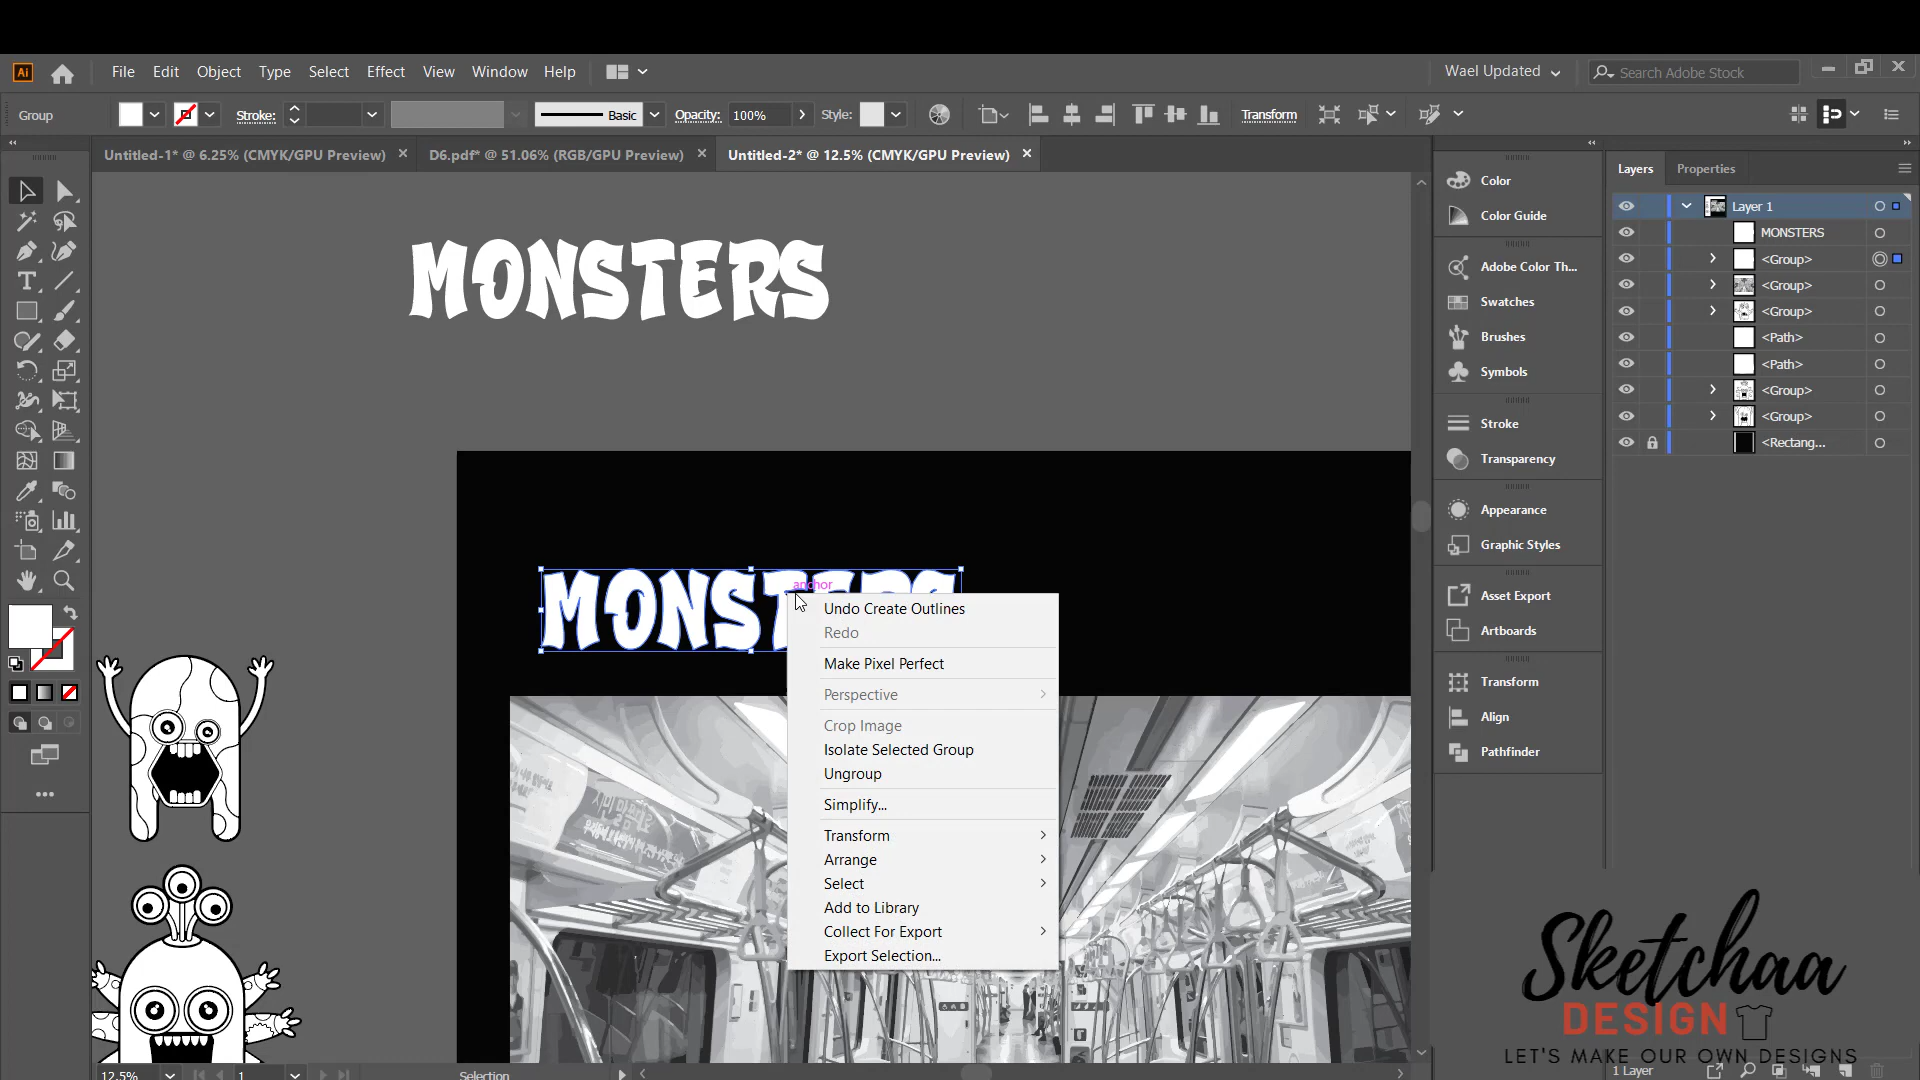 Ai
File Edit Object Type Select Effect View Window Help
Wael Updated
Search Adobe Stock
Group
Stroke:
Basic
Opacity: 100%
Style:
Transform
Untitled-1* @ 6.25% (CMYK/GPU Preview)
D6.pdf* @ 51.06% (RGB/GPU Preview)
Untitled-2* @ 12.5% (CMYK/GPU Preview)
MONSTERS
MONSTERS
anchor
Undo Create Outlines
Redo
Make Pixel Perfect
Perspective
Crop Image
Isolate Selected Group
Ungroup
Simplify...
Transform
Arrange
Select
Add to Library
Collect For Export
Export Selection...
Color
Color Guide
Adobe Color Th...
Swatches
Brushes
Symbols
Stroke
Transparency
Appearance
Graphic Styles
Asset Export
Artboards
Transform
Align
Pathfinder
Layers
Properties
Layer 1
MONSTERS
<Group>
<Group>
<Group>
<Path>
<Path>
<Group>
<Group>
<Rectang...
Sketchaa
DESIGN
LET'S MAKE OUR OWN DESIGNS
1 Layer
12.5%
1
Selection